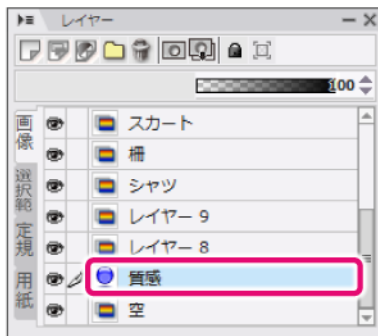 レイヤー
100
画像
選択範
定規
用紙
スカート
柵
シャツ
レイヤー 9
レイヤー 8
質感
空